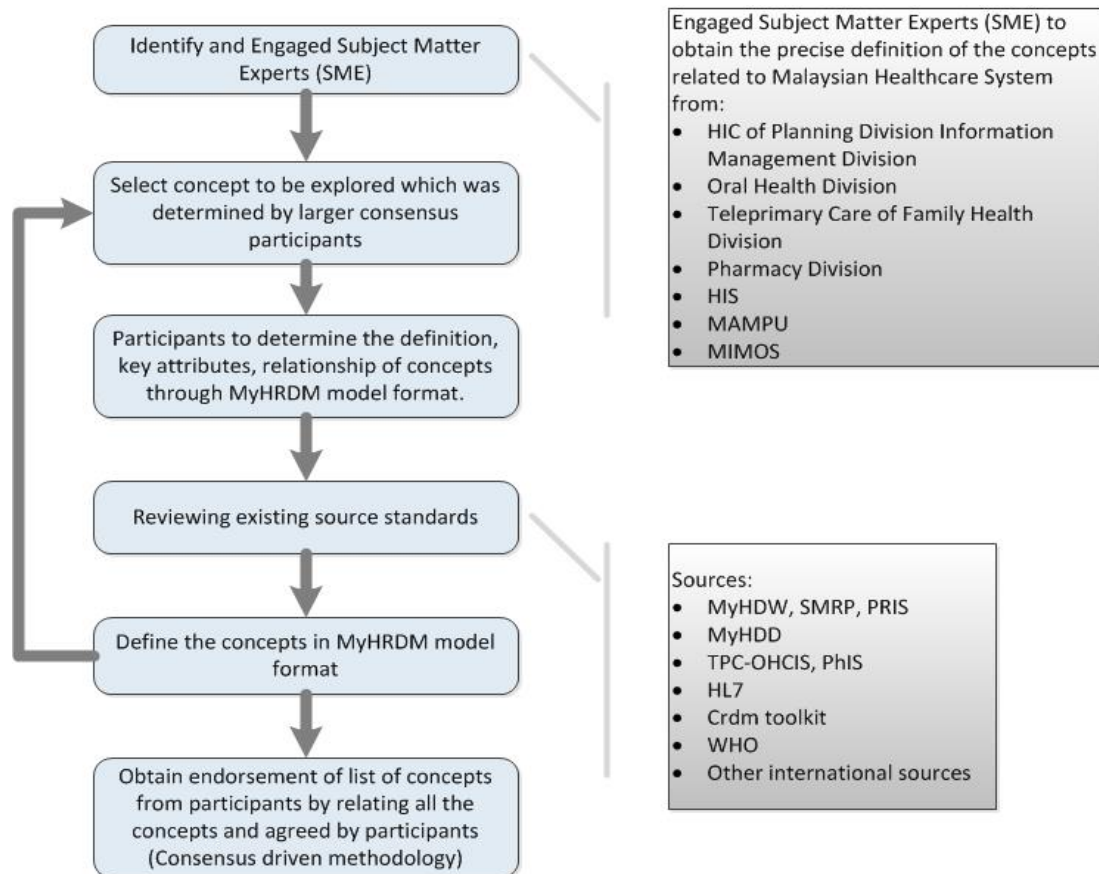 Identify and Engaged Subject Matter
Experts (SME)
Select concept to be explored which was
determined by larger consensus
participants
Participants to determine the definition,
key attributes, relationship of concepts
through MyHRDM model format.
Reviewing existing source standards
Define the concepts in MyHRDM model
format
Obtain endorsement of list of concepts
from participants by relating all the
concepts and agreed by participants
(Consensus driven methodology)
Engaged Subject Matter Experts (SME) to
obtain the precise definition of the concepts
related to Malaysian Healthcare System
from:
• HIC of Planning Division Information
Management Division
• Oral Health Division
• Teleprimary Care of Family Health
Division
• Pharmacy Division
• HIS
• MAMPU
• MIMOS
Sources:
• MyHDW, SMRP, PRIS
• MyHDD
• TPC-OHCIS, PhIS
• HL7
• Crdm toolkit
• WHO
• Other international sources